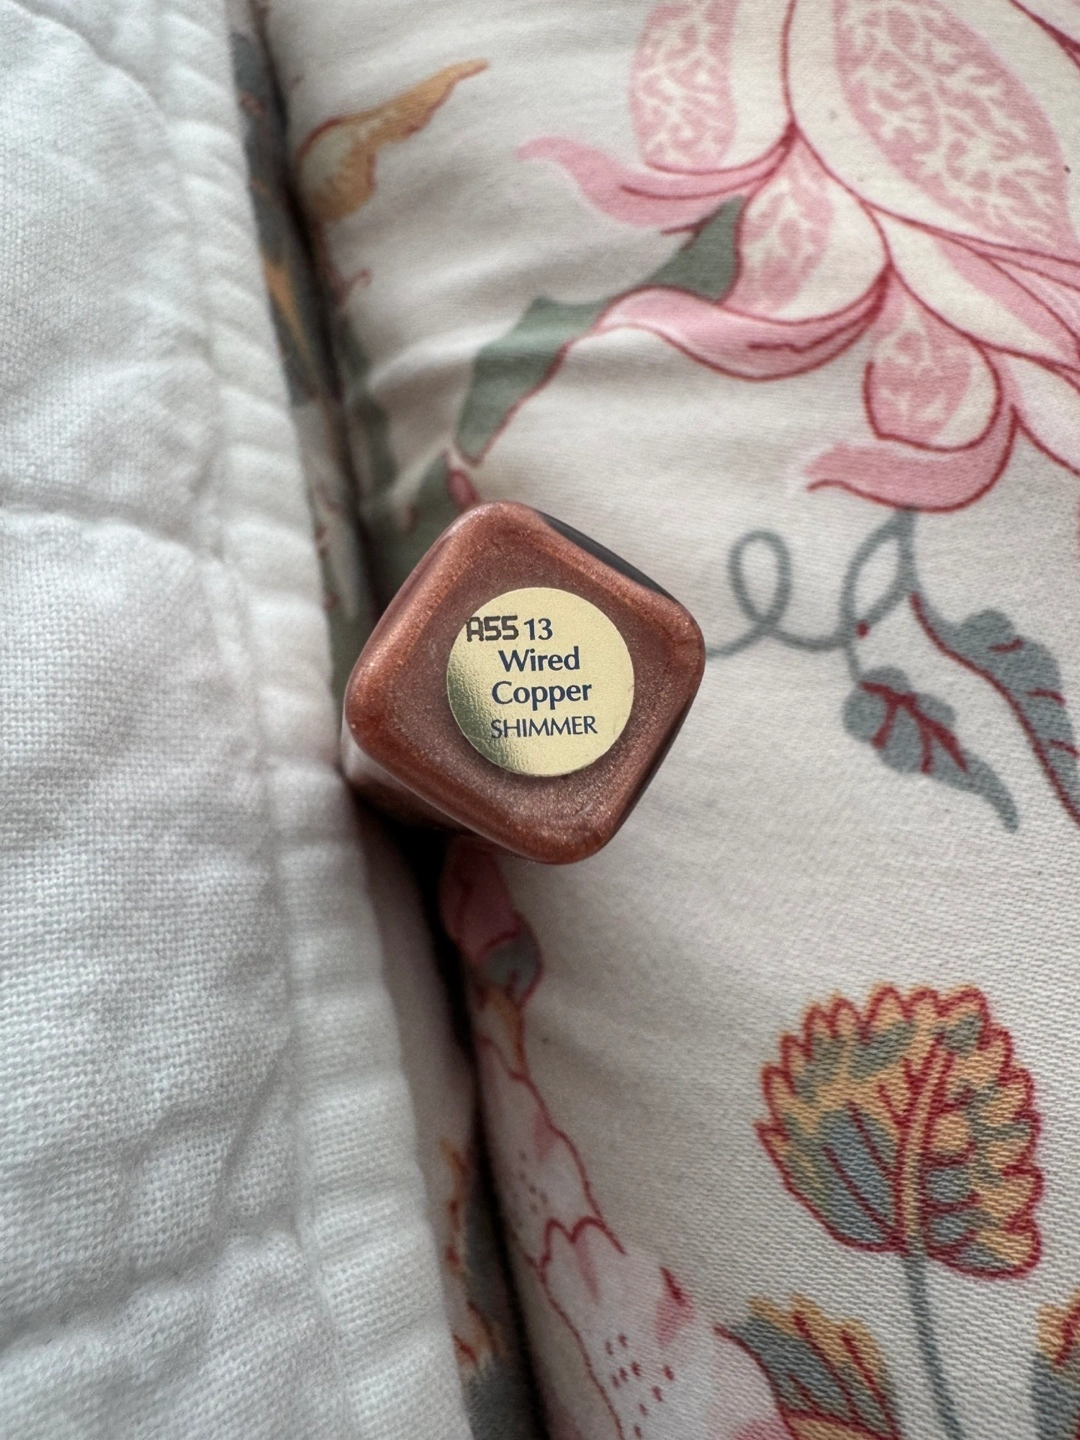 A55 13
Wired
Copper
SHIMMER